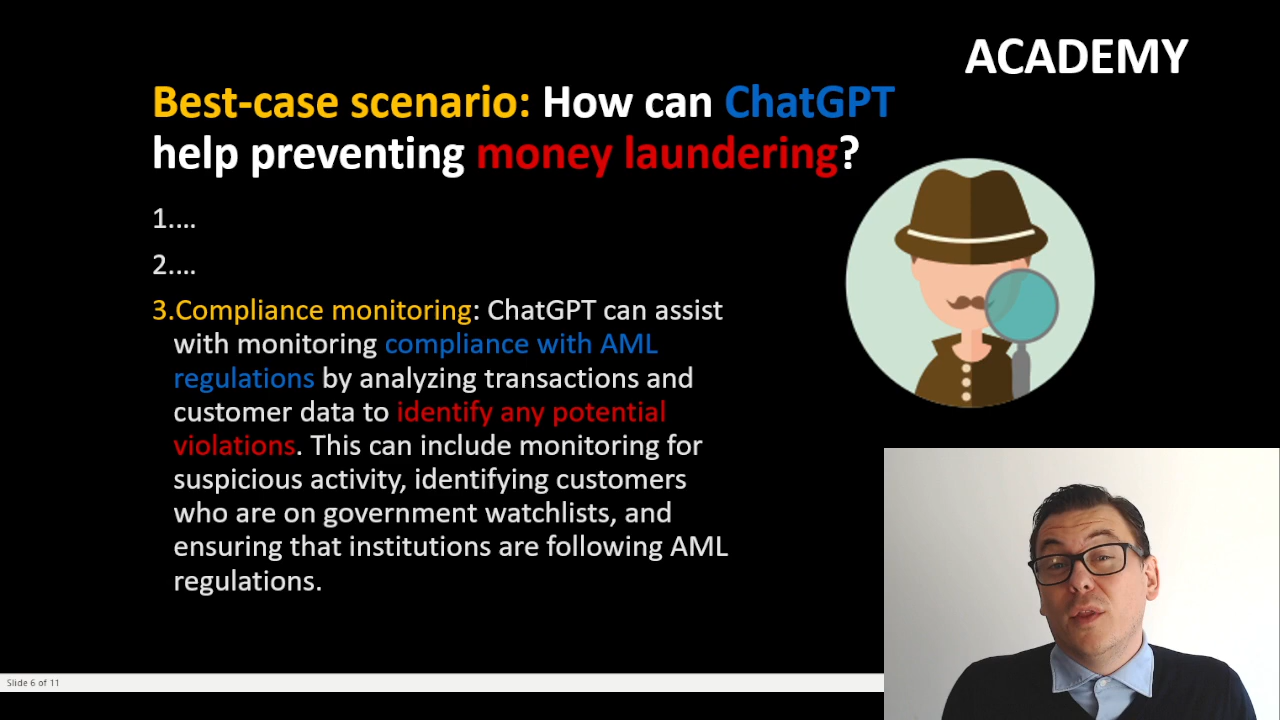 ACADEMY
Best-case scenario: How can ChatGPT
help preventing money laundering?
1.…
2.…
3.Compliance monitoring: ChatGPT can assist
with monitoring compliance with AML
regulations by analyzing transactions and
customer data to identify any potential
violations. This can include monitoring for
suspicious activity, identifying customers
who are on government watchlists, and
ensuring that institutions are following AML
regulations.
Slide 6 of 11